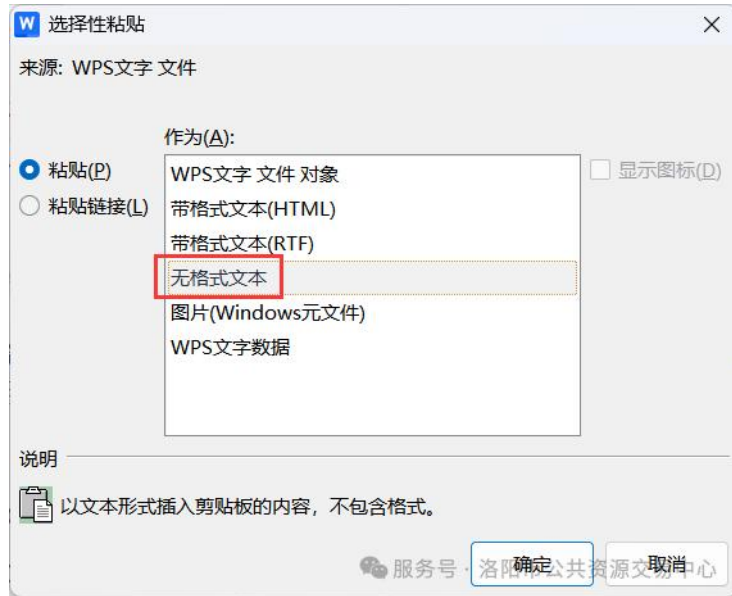 W 选择性粘贴
来源: WPS文字 文件
作为(A):
粘贴(P)
粘贴链接(L)
WPS文字 文件 对象
带格式文本(HTML)
带格式文本(RTF)
无格式文本
图片(Windows元文件)
WPS文字数据
显示图标(D)
说明
以文本形式插入剪贴板的内容，不包含格式。
确定
取消
服务号 · 洛阳市公共资源交易中心